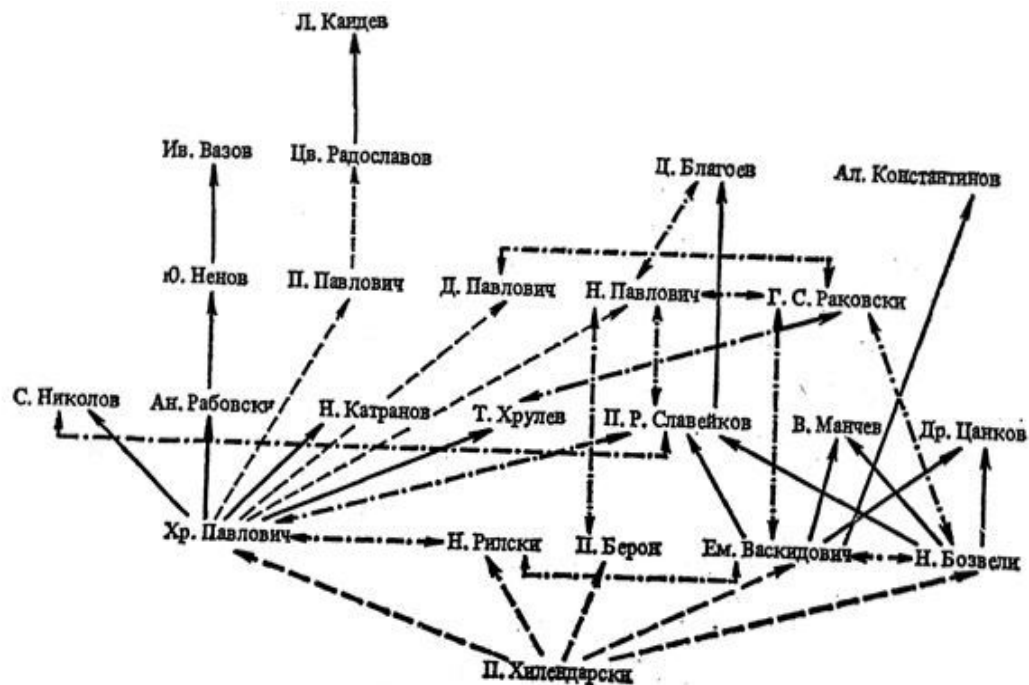 Л. Кандев
Ив. Вазов Цв. Радославов Д. Благоев Ал. Константинов
Ю. Ненов П. Павлович Д. Павлович Н. Павлович Г. С. Раковски
С. Николов Ан. Рабовски Н. Катранов Т. Хрулев П. Р. Славейков В. Манчев Др. Цанков
Хр. Павлович Н. Рилски П. Берон Ем. Васкидович Н. Бозвели
П. Хилендарски